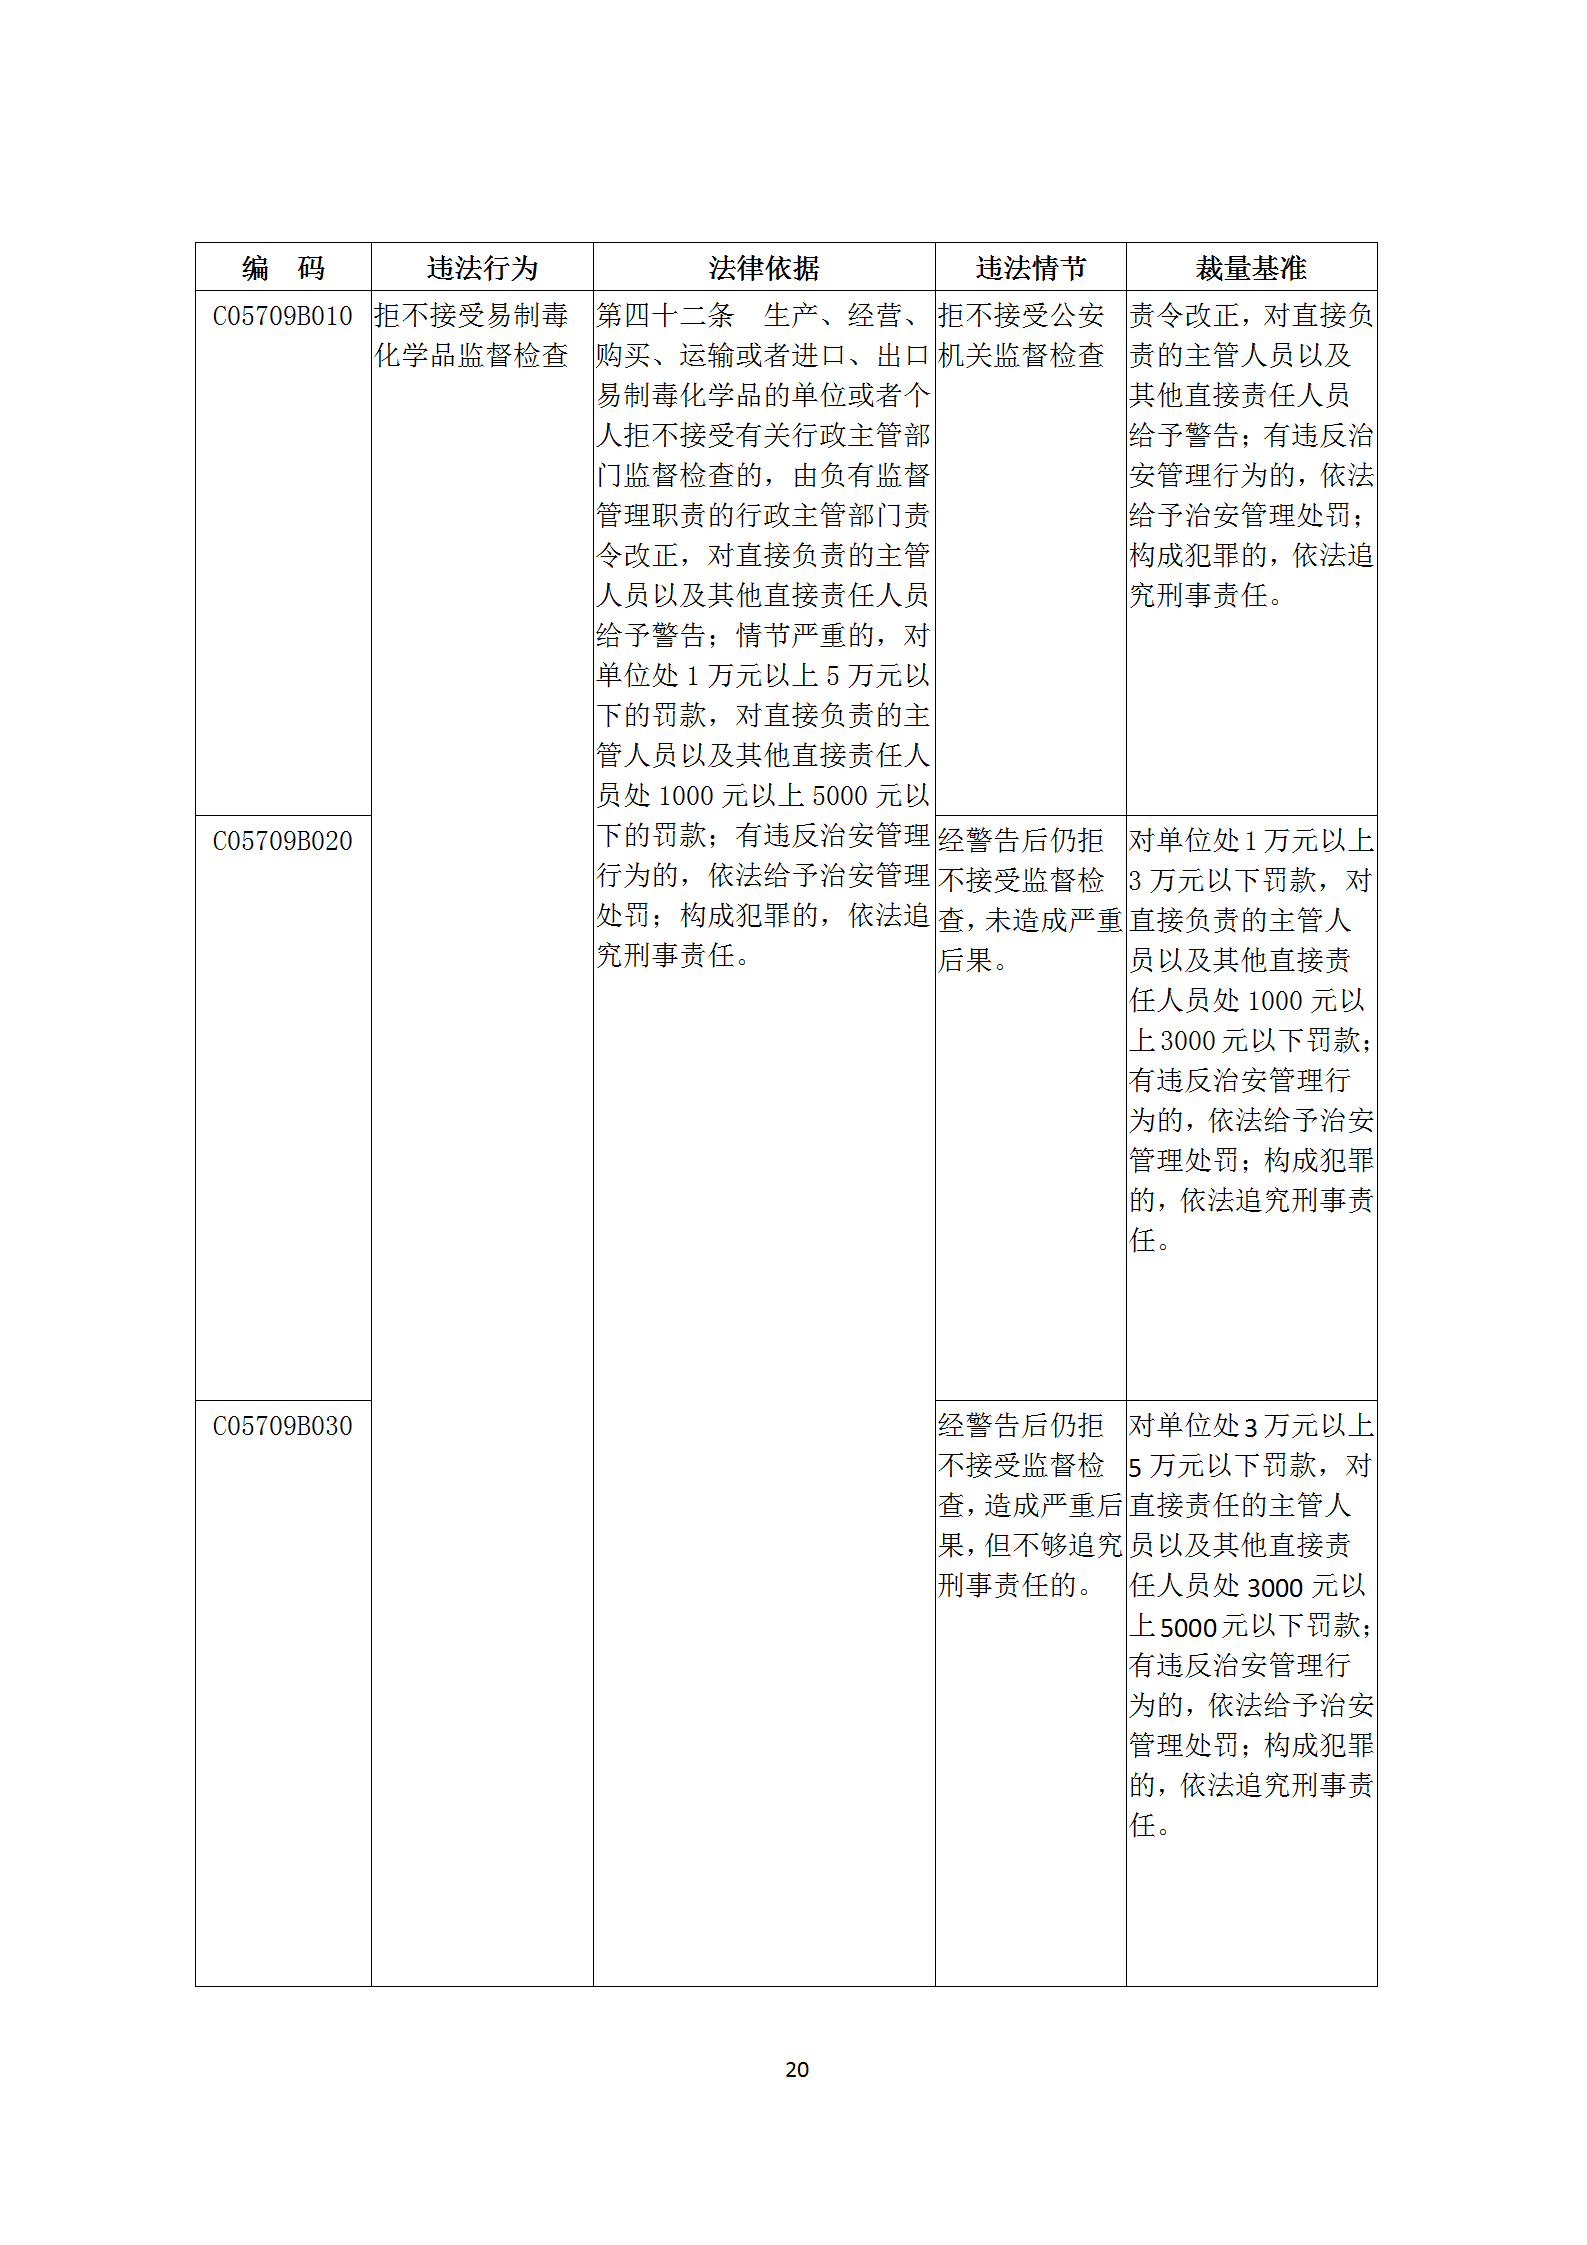 编　码
违法行为
法律依据
违法情节
裁量基准
C05709B010
拒不接受易制毒
化学品监督检查
第四十二条　生产、经营、
购买、运输或者进口、出口
易制毒化学品的单位或者个
人拒不接受有关行政主管部
门监督检查的，由负有监督
管理职责的行政主管部门责
令改正，对直接负责的主管
人员以及其他直接责任人员
给予警告；情节严重的，对
单位处 1 万元以上 5 万元以
下的罚款，对直接负责的主
管人员以及其他直接责任人
员处 1000 元以上 5000 元以
下的罚款；有违反治安管理
行为的，依法给予治安管理
处罚；构成犯罪的，依法追
究刑事责任。
拒不接受公安
机关监督检查
责令改正，对直接负
责的主管人员以及
其他直接责任人员
给予警告；有违反治
安管理行为的，依法
给予治安管理处罚；
构成犯罪的，依法追
究刑事责任。
C05709B020
经警告后仍拒
不接受监督检
查，未造成严重
后果。
对单位处 1 万元以上
3 万元以下罚款，对
直接负责的主管人
员以及其他直接责
任人员处 1000 元以
上 3000 元以下罚款；
有违反治安管理行
为的，依法给予治安
管理处罚；构成犯罪
的，依法追究刑事责
任。
C05709B030
经警告后仍拒
不接受监督检
查，造成严重后
果，但不够追究
刑事责任的。
对单位处 3 万元以上
5 万元以下罚款，对
直接责任的主管人
员以及其他直接责
任人员处 3000 元以
上 5000 元以下罚款；
有违反治安管理行
为的，依法给予治安
管理处罚；构成犯罪
的，依法追究刑事责
任。
20